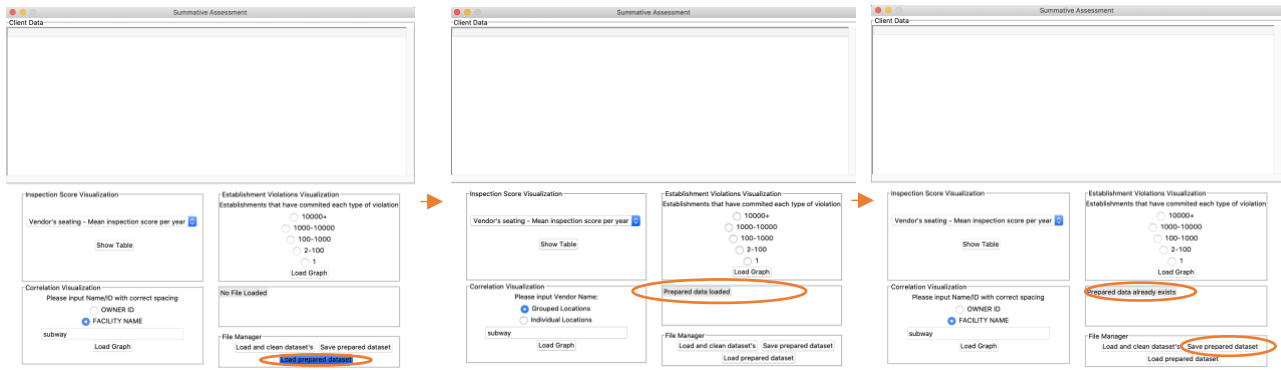 Summative Assessment
Client Data
Inspection Score Visualization
Vendor's seating - Mean inspection score per year
Show Table
Establishment Violations Visualization
Establishments that have commited each type of violation
10000+
1000-10000
100-1000
2-100
1
Load Graph
Correlation Visualization
Please input Name/ID with correct spacing
OWNER ID
FACILITY NAME
subway
Load Graph
No File Loaded
File Manager
Load and clean dataset's Save prepared dataset
Load prepared dataset
Summative Assessment
Client Data
Inspection Score Visualization
Vendor's seating - Mean inspection score per year
Show Table
Establishment Violations Visualization
Establishments that have commited each type of violation
10000+
1000-10000
100-1000
2-100
1
Load Graph
Correlation Visualization
Please input Vendor Name:
Grouped Locations
Individual Locations
subway
Load Graph
Prepared data loaded
File Manager
Load and clean dataset's Save prepared dataset
Load prepared dataset
Summative Assessment
Client Data
Inspection Score Visualization
Vendor's seating - Mean inspection score per year
Show Table
Establishment Violations Visualization
Establishments that have commited each type of violation
10000+
1000-10000
100-1000
2-100
1
Load Graph
Correlation Visualization
Please input Name/ID with correct spacing
OWNER ID
FACILITY NAME
subway
Load Graph
Prepared data already exists
File Manager
Load and clean dataset's Save prepared dataset
Load prepared dataset